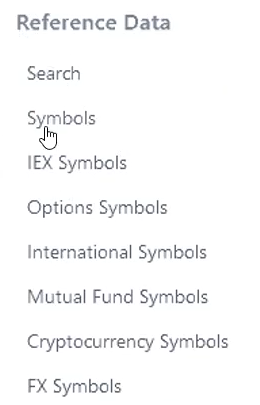 Reference Data
Search
Symbols
IEX Symbols
Options Symbols
International Symbols
Mutual Fund Symbols
Cryptocurrency Symbols
FX Symbols